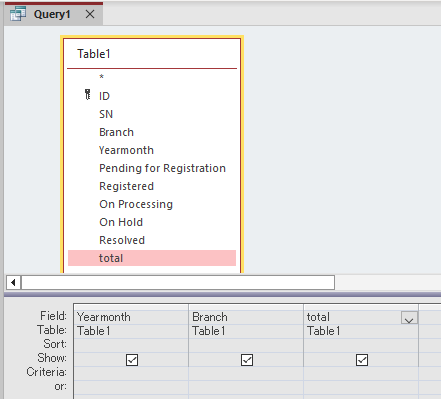 Query1
Table1
*
ID
SN
Branch
Yearmonth
Pending for Registration
Registered
On Processing
On Hold
Resolved
total
Field: Yearmonth Branch total
Table: Table1 Table1 Table1
Sort:
Show:
Criteria:
or: